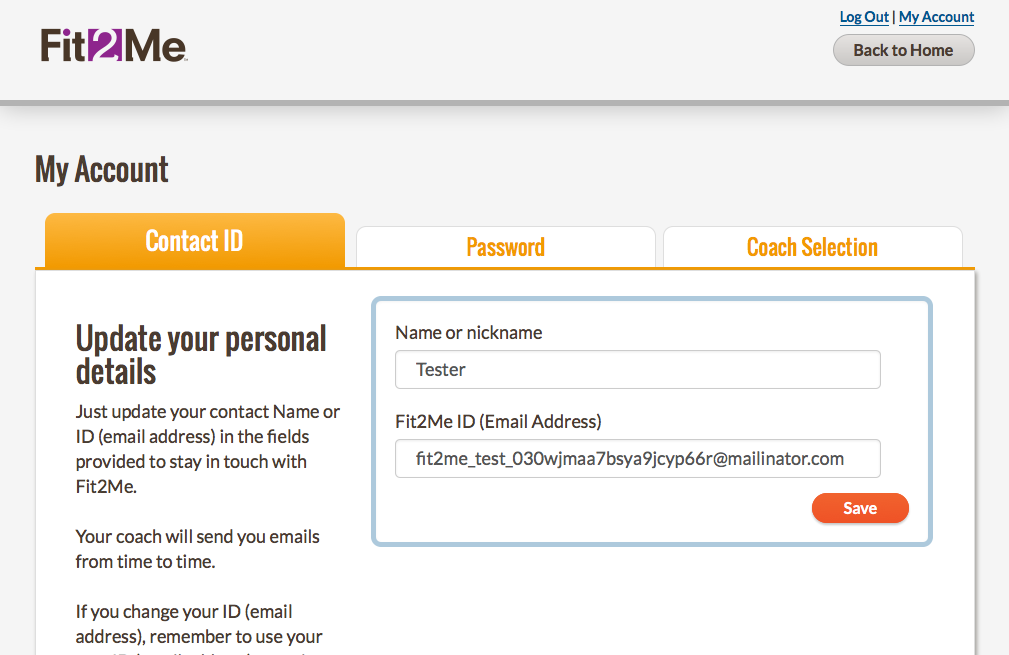 Log Out | My Account
Fit2Me
Back to Home
My Account
Contact ID
Password
Coach Selection
Update your personal
details
Just update your contact Name or
ID (email address) in the fields
provided to stay in touch with
Fit2Me.
Your coach will send you emails
from time to time.
If you change your ID (email
address), remember to use your
Name or nickname
Tester
Fit2Me ID (Email Address)
fit2me_test_030wjmaa7bsya9jcyp66r@mailinator.com
Save